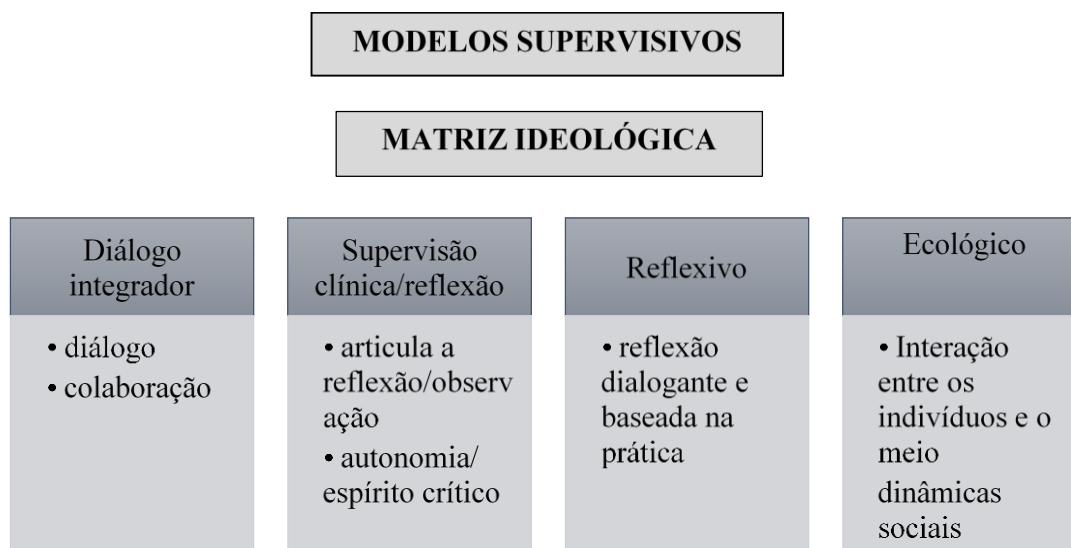 MODELOS SUPERVISIVOS
MATRIZ IDEOLÓGICA
Diálogo
integrador
• diálogo
• colaboração
Supervisão
clínica/reflexão
• articula a
reflexão/observ
ação
• autonomia/
espírito crítico
Reflexivo
• reflexão
dialogante e
baseada na
prática
Ecológico
• Interação
entre os
indivíduos e o
meio
dinâmicas
sociais